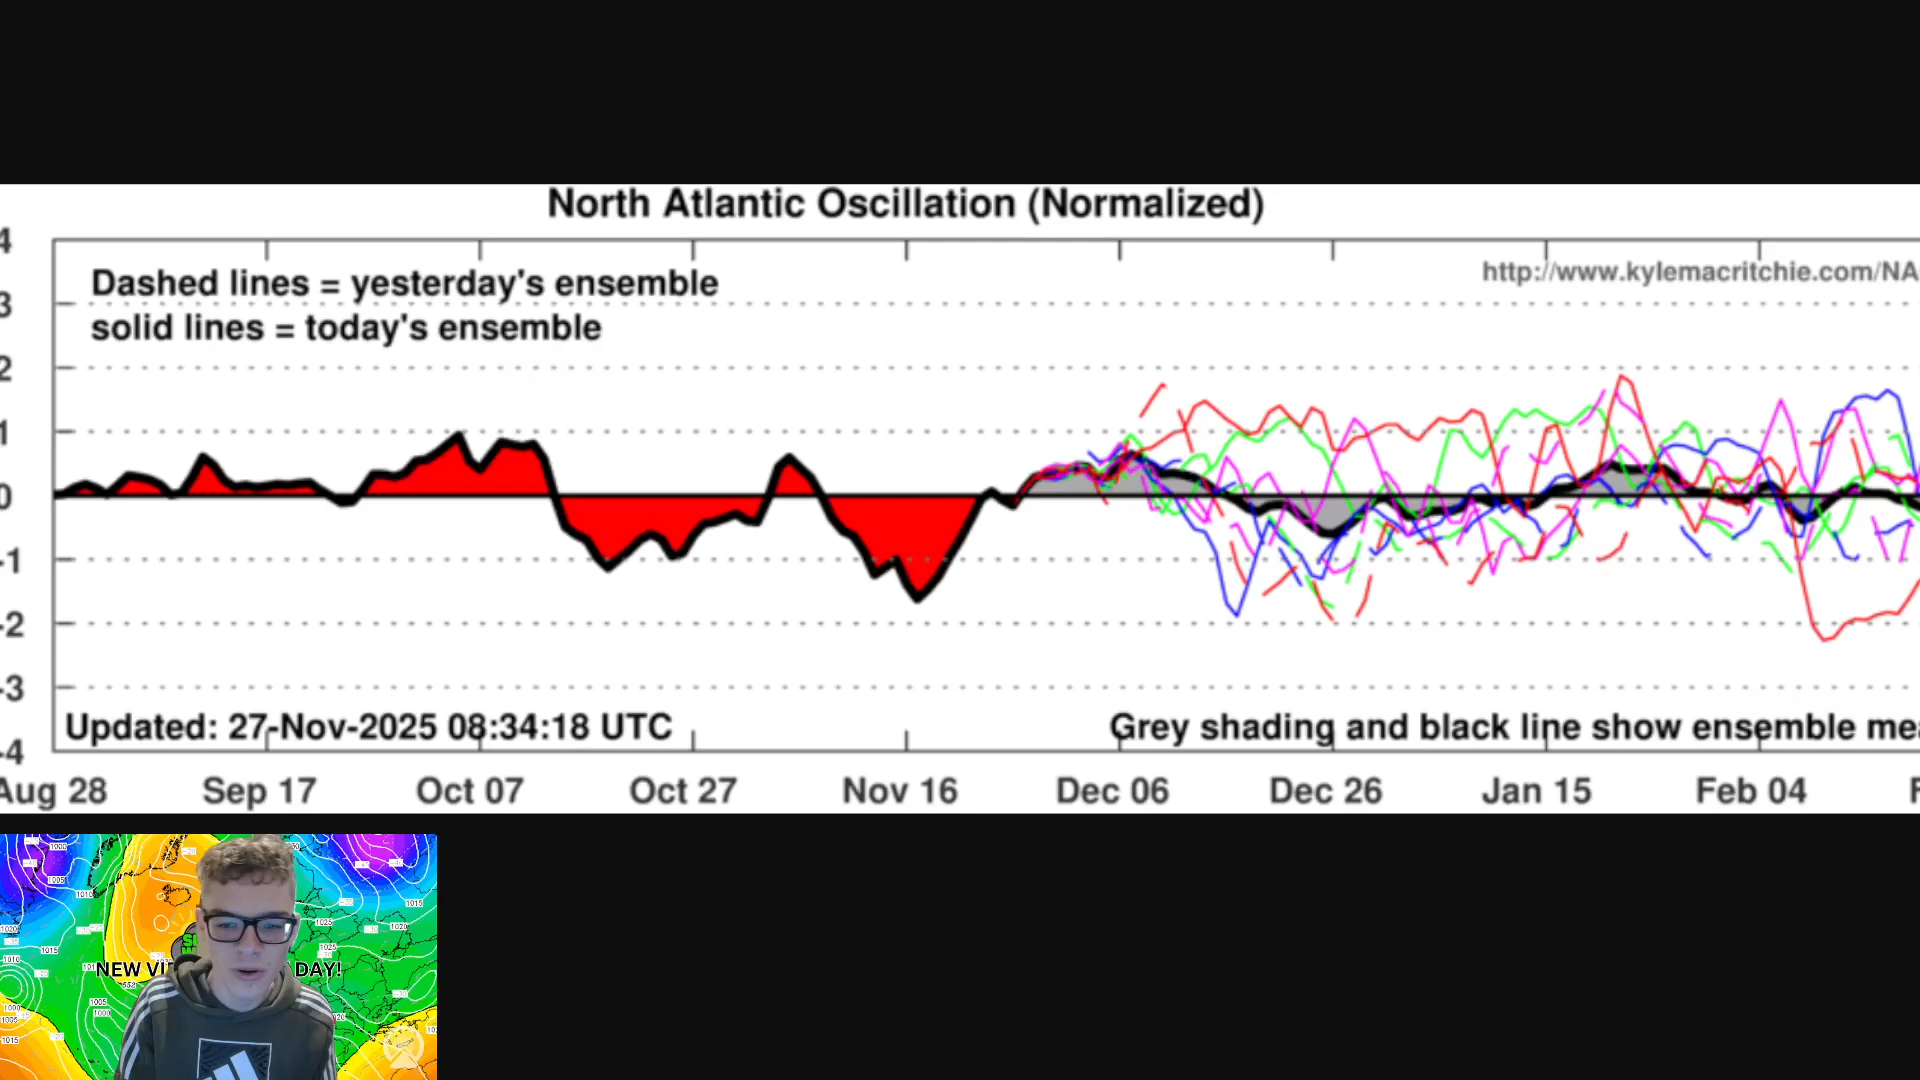 North Atlantic Oscillation (Normalized)
4
Dashed lines = yesterday's ensemble
http://www.kylemacritchie.com/NA
3
solid lines = today's ensemble
2
1
0
-1
-2
-3
Updated: 27-Nov-2025 08:34:18 UTC
Grey shading and black line show ensemble me
-4
Aug 28 Sep 17 Oct 07 Oct 27 Nov 16 Dec 06 Dec 26 Jan 15 Feb 04 F
NEW VI DAY!